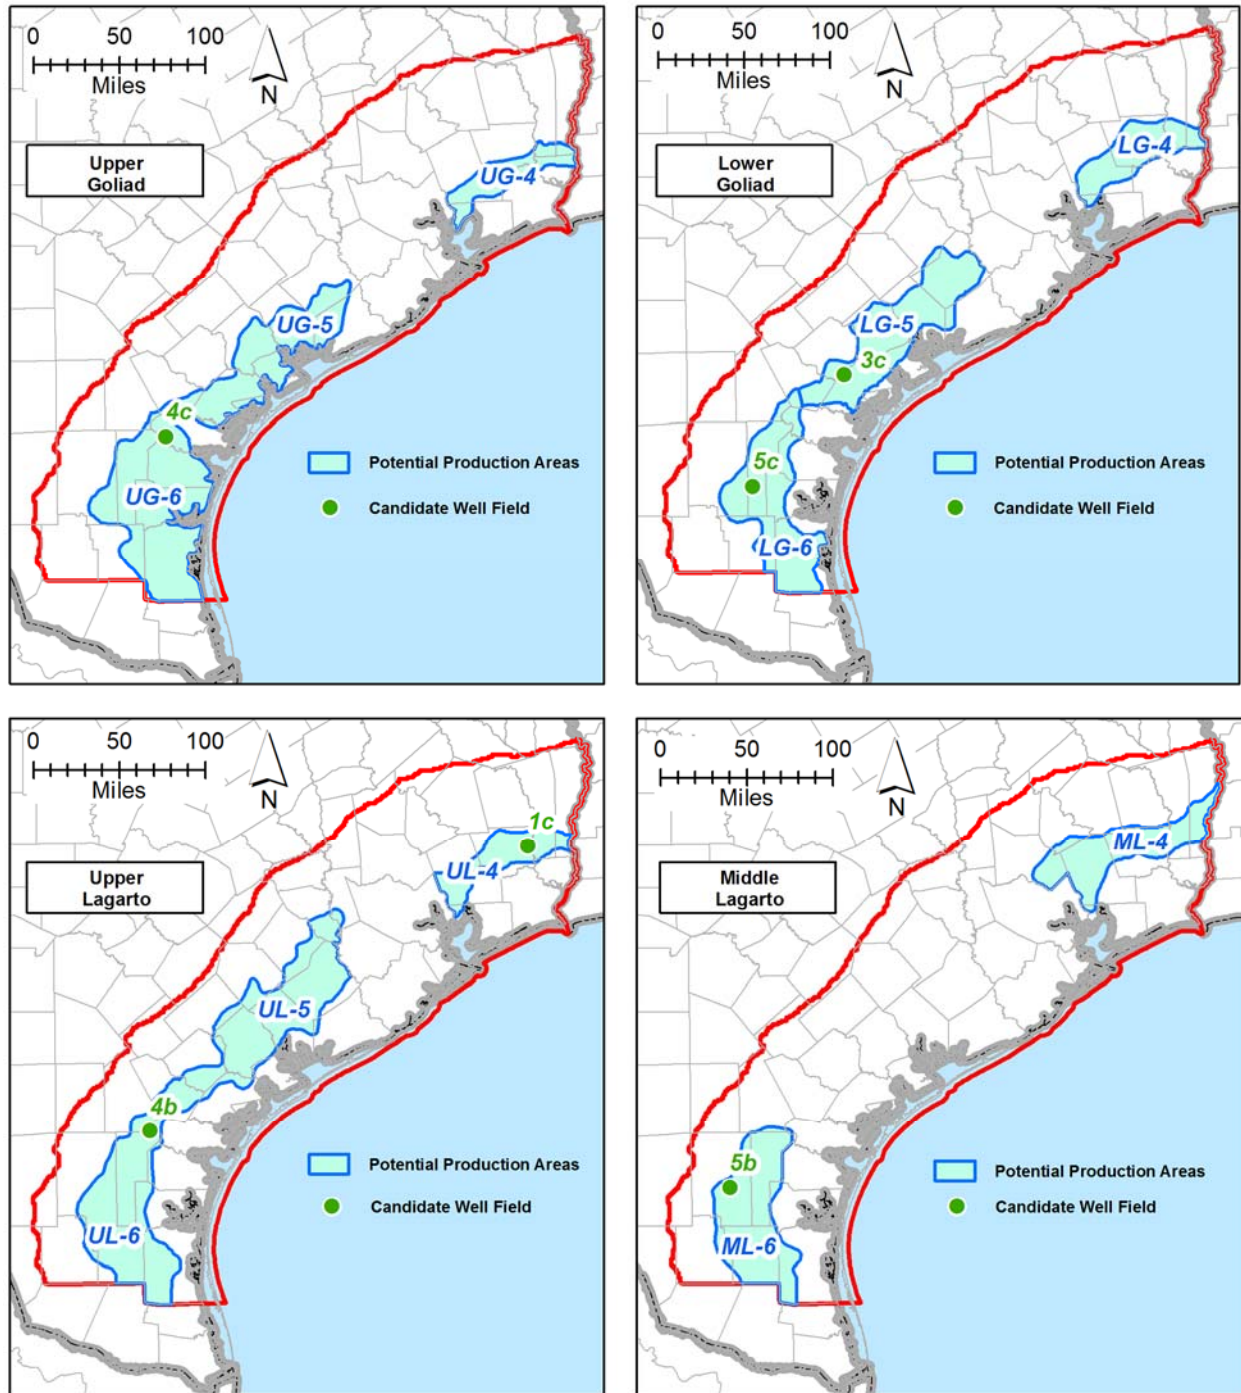 0 50 100
Miles
N
Upper
Goliad
UG-4
UG-5
4c
UG-6
Potential Production Areas
Candidate Well Field
0 50 100
Miles
N
Lower
Goliad
LG-4
LG-5
3c
5c
LG-6
Potential Production Areas
Candidate Well Field
0 50 100
Miles
N
Upper
Lagarto
1c
UL-4
UL-5
4b
UL-6
Potential Production Areas
Candidate Well Field
0 50 100
Miles
N
Middle
Lagarto
ML-4
5b
ML-6
Potential Production Areas
Candidate Well Field